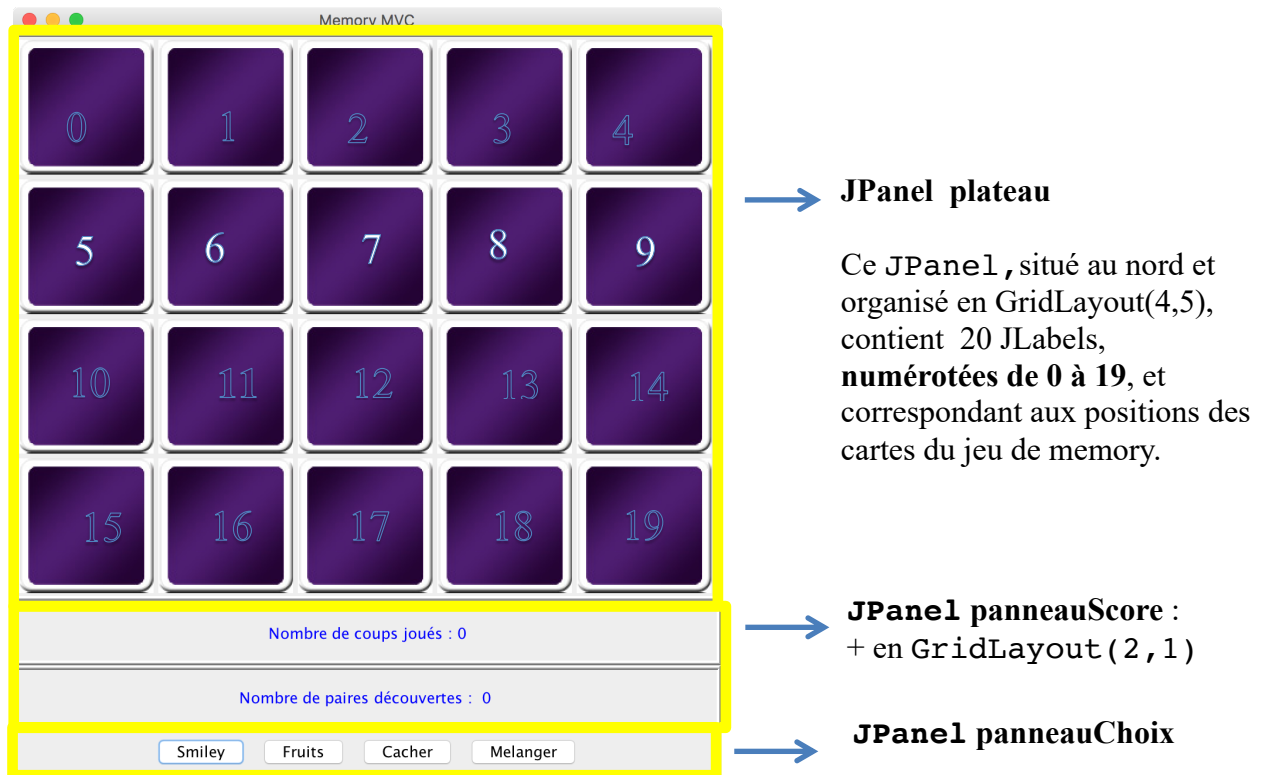 Memory MVC
0 1 2 3 4
5 6 7 8 9
10 11 12 13 14
15 16 17 18 19
Nombre de coups joués : 0
Nombre de paires découvertes : 0
Smiley Fruits Cacher Melanger
JPanel plateau
Ce JPanel, situé au nord et
organisé en GridLayout(4,5),
contient 20 JLabels,
numérotées de 0 à 19, et
correspondant aux positions des
cartes du jeu de memory.
JPanel panneauScore :
+ en GridLayout(2,1)
JPanel panneauChoix